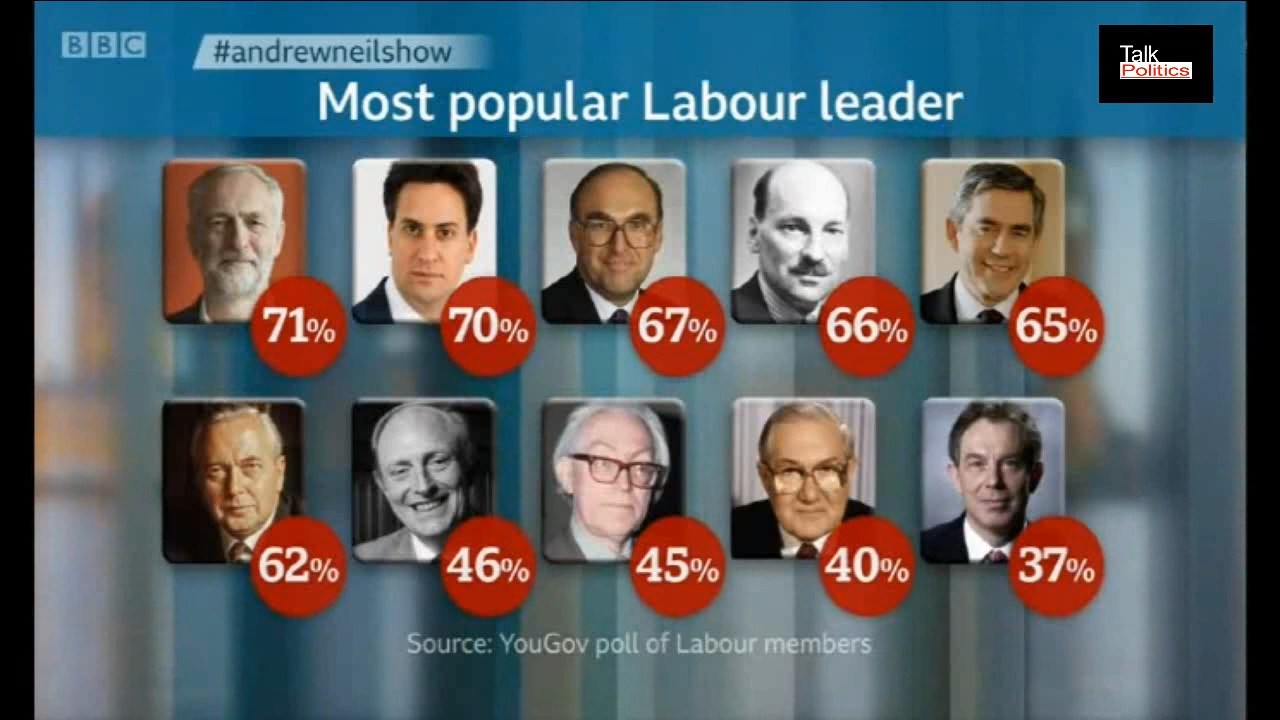 BBC
#andrewneilshow
Talk
Politics
Most popular Labour leader
71%
70%
67%
66%
65%
62%
46%
45%
40%
37%
Source: YouGov poll of Labour members